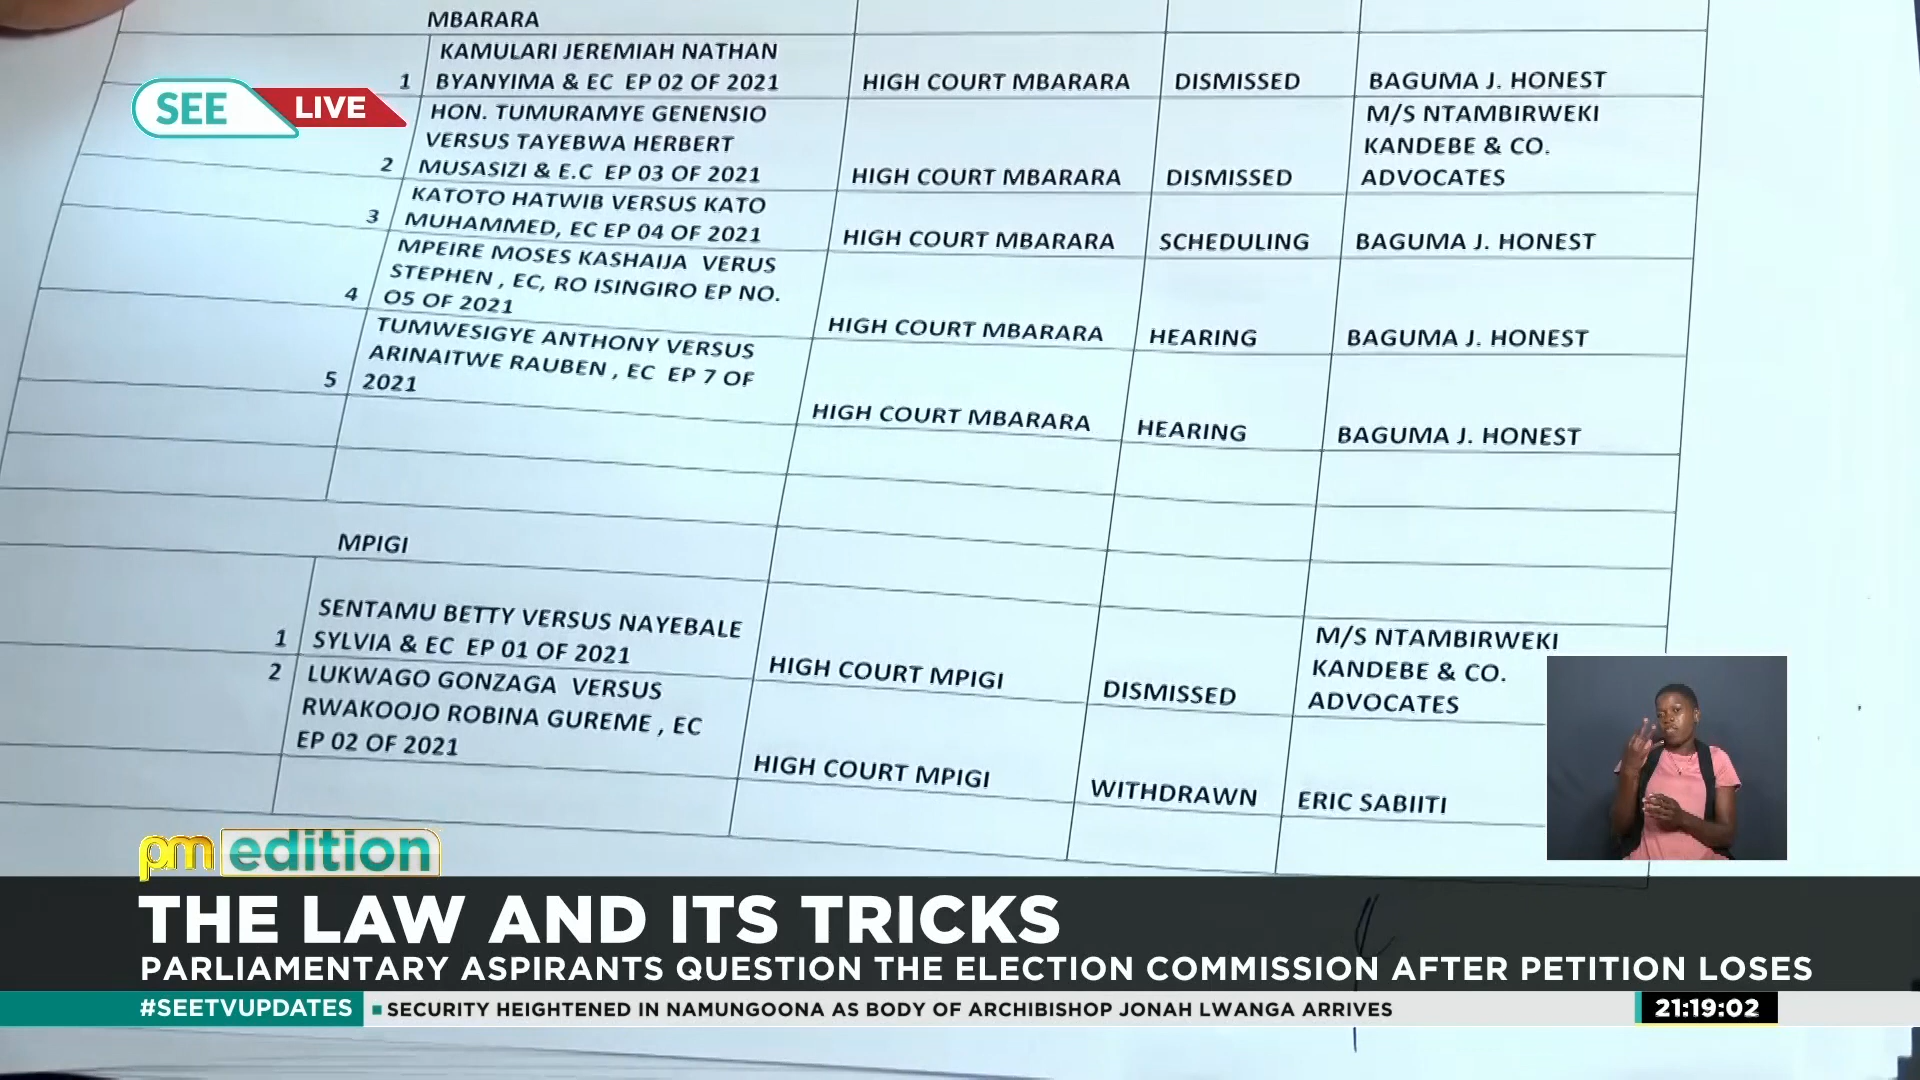 MBARARA
1 KAMULARI JEREMIAH NATHAN
BYANYIMA & EC EP 02 OF 2021 HIGH COURT MBARARA DISMISSED BAGUMA J. HONEST
SEE LIVE
2 HON. TUMURAMYE GENENSIO
VERSUS TAYEBWA HERBERT
MUSASIZI & E.C EP 03 OF 2021 HIGH COURT MBARARA DISMISSED
M/S NTAMBIRWEKI
KANDEBE & CO.
ADVOCATES
3 KATOTO HATWIB VERSUS KATO
MUHAMMED, EC EP 04 OF 2021 HIGH COURT MBARARA SCHEDULING BAGUMA J. HONEST
4 MPEIRE MOSES KASHAIJA VERUS
STEPHEN , EC, RO ISINGIRO EP NO.
O5 OF 2021 HIGH COURT MBARARA HEARING BAGUMA J. HONEST
5 TUMWESIGYE ANTHONY VERSUS
ARINAITWE RAUBEN , EC EP 7 OF
2021 HIGH COURT MBARARA HEARING BAGUMA J. HONEST
MPIGI
1 SENTAMU BETTY VERSUS NAYEBALE
SYLVIA & EC EP 01 OF 2021 HIGH COURT MPIGI DISMISSED
M/S NTAMBIRWEKI
KANDEBE & CO.
ADVOCATES
2 LUKWAGO GONZAGA VERSUS
RWAKOOJO ROBINA GUREME , EC
EP 02 OF 2021 HIGH COURT MPIGI WITHDRAWN ERIC SABIITI
pm edition
THE LAW AND ITS TRICKS
PARLIAMENTARY ASPIRANTS QUESTION THE ELECTION COMMISSION AFTER PETITION LOSES
#SEETVUPDATES SECURITY HEIGHTENED IN NAMUNGOONA AS BODY OF ARCHIBISHOP JONAH LWANGA ARRIVES 21:19:02